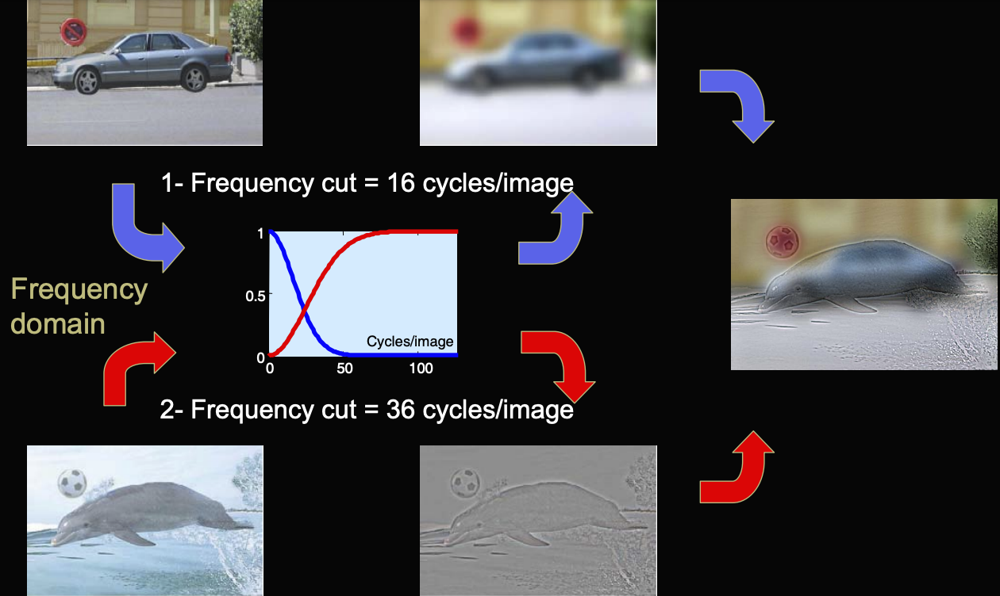 1- Frequency cut = 16 cycles/image
1
0.5
0
Cycles/image
0
50
100
Frequency
domain
2- Frequency cut = 36 cycles/image